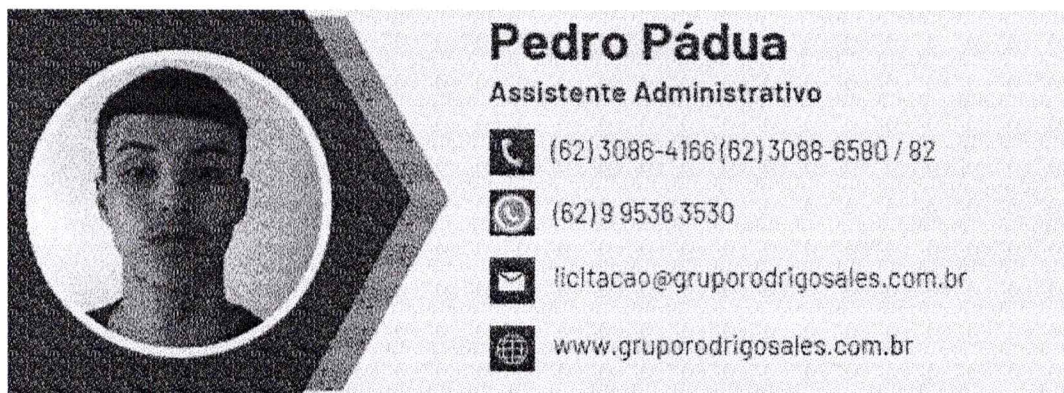 Pedro Pádua
Assistente Administrativo
(62) 3086-4166 (62) 3088-6580 / 82
(62) 9 9536 3530
licitacao@gruporodrigosales.com.br
www.gruporodrigosales.com.br